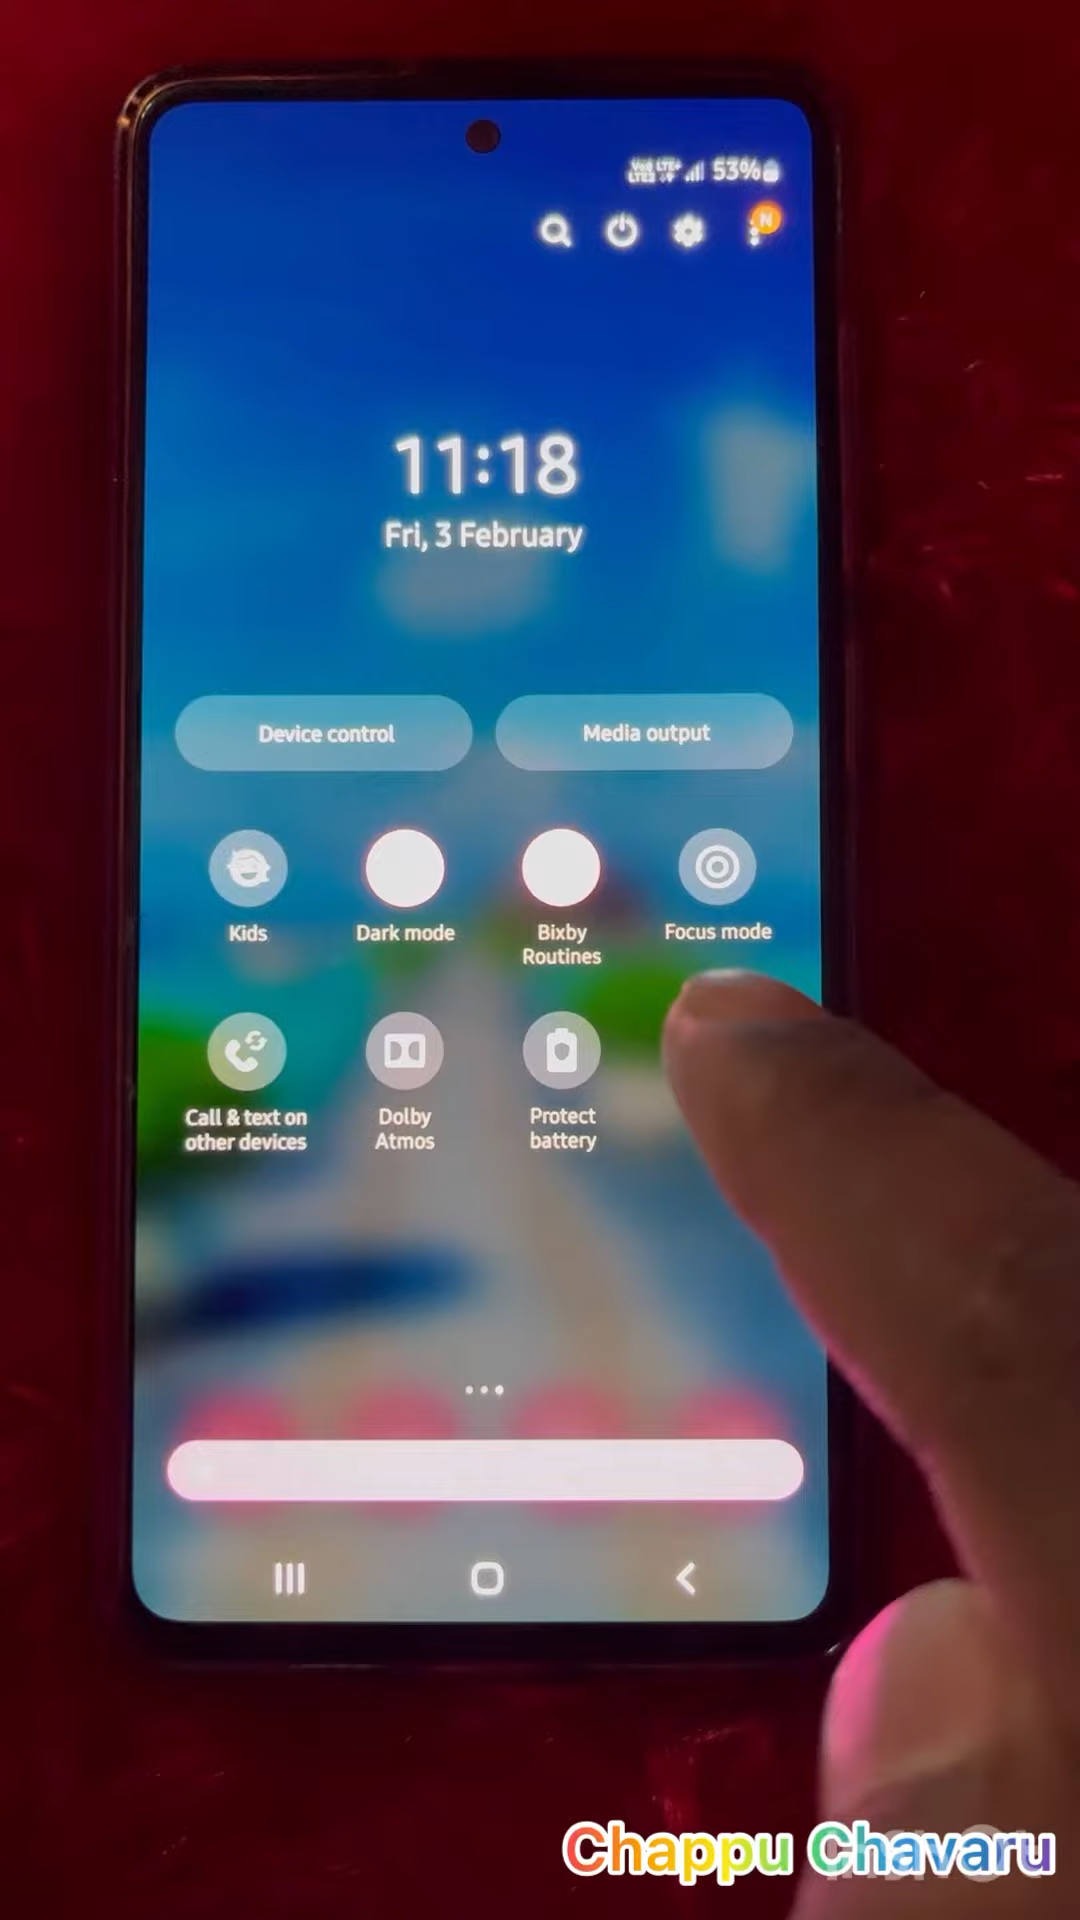 53%
N
11:18
Fri, 3 February
Device control
Media output
Kids
Dark mode
Bixby
Routines
Focus mode
Call & text on
other devices
Dolby
Atmos
Protect
battery
Chappu Chavaru